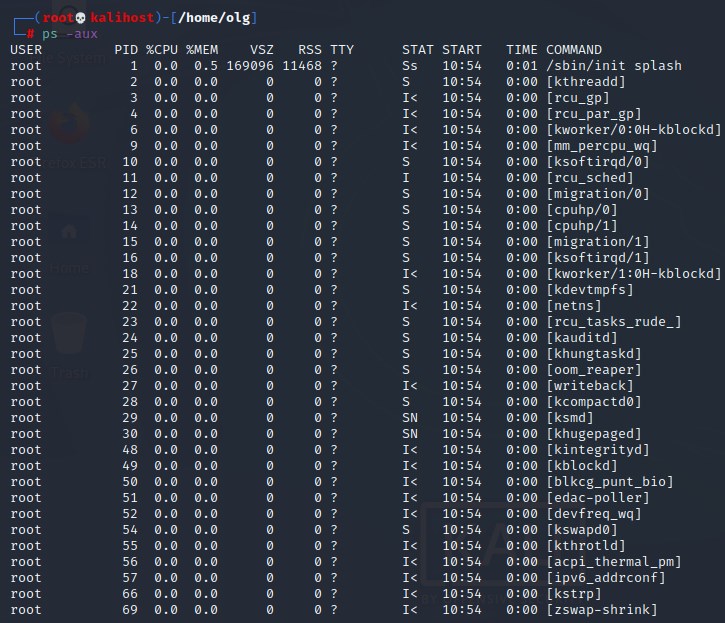 (root💀kalihost)-[/home/olg]
# ps -aux
USER PID %CPU %MEM VSZ RSS TTY STAT START TIME COMMAND
root 1 0.0 0.5 169096 11468 ? Ss 10:54 0:01 /sbin/init splash
root 2 0.0 0.0 0 0 ? S 10:54 0:00 [kthreadd]
root 3 0.0 0.0 0 0 ? I< 10:54 0:00 [rcu_gp]
root 4 0.0 0.0 0 0 ? I< 10:54 0:00 [rcu_par_gp]
root 6 0.0 0.0 0 0 ? I< 10:54 0:00 [kworker/0:0H-kblockd]
root 9 0.0 0.0 0 0 ? I< 10:54 0:00 [mm_percpu_wq]
root 10 0.0 0.0 0 0 ? S 10:54 0:00 [ksoftirqd/0]
root 11 0.0 0.0 0 0 ? I 10:54 0:00 [rcu_sched]
root 12 0.0 0.0 0 0 ? S 10:54 0:00 [migration/0]
root 13 0.0 0.0 0 0 ? S 10:54 0:00 [cpuhp/0]
root 14 0.0 0.0 0 0 ? S 10:54 0:00 [cpuhp/1]
root 15 0.0 0.0 0 0 ? S 10:54 0:00 [migration/1]
root 16 0.0 0.0 0 0 ? S 10:54 0:00 [ksoftirqd/1]
root 18 0.0 0.0 0 0 ? I< 10:54 0:00 [kworker/1:0H-kblockd]
root 21 0.0 0.0 0 0 ? S 10:54 0:00 [kdevtmpfs]
root 22 0.0 0.0 0 0 ? I< 10:54 0:00 [netns]
root 23 0.0 0.0 0 0 ? S 10:54 0:00 [rcu_tasks_rude_]
root 24 0.0 0.0 0 0 ? S 10:54 0:00 [kauditd]
root 25 0.0 0.0 0 0 ? S 10:54 0:00 [khungtaskd]
root 26 0.0 0.0 0 0 ? S 10:54 0:00 [oom_reaper]
root 27 0.0 0.0 0 0 ? I< 10:54 0:00 [writeback]
root 28 0.0 0.0 0 0 ? S 10:54 0:00 [kcompactd0]
root 29 0.0 0.0 0 0 ? SN 10:54 0:00 [ksmd]
root 30 0.0 0.0 0 0 ? SN 10:54 0:00 [khugepaged]
root 48 0.0 0.0 0 0 ? I< 10:54 0:00 [kintegrityd]
root 49 0.0 0.0 0 0 ? I< 10:54 0:00 [kblockd]
root 50 0.0 0.0 0 0 ? I< 10:54 0:00 [blkcg_punt_bio]
root 51 0.0 0.0 0 0 ? I< 10:54 0:00 [edac-poller]
root 52 0.0 0.0 0 0 ? I< 10:54 0:00 [devfreq_wq]
root 54 0.0 0.0 0 0 ? S 10:54 0:00 [kswapd0]
root 55 0.0 0.0 0 0 ? I< 10:54 0:00 [kthrotld]
root 56 0.0 0.0 0 0 ? I< 10:54 0:00 [acpi_thermal_pm]
root 57 0.0 0.0 0 0 ? I< 10:54 0:00 [ipv6_addrconf]
root 66 0.0 0.0 0 0 ? I< 10:54 0:00 [kstrp]
root 69 0.0 0.0 0 0 ? I< 10:54 0:00 [zswap-shrink]